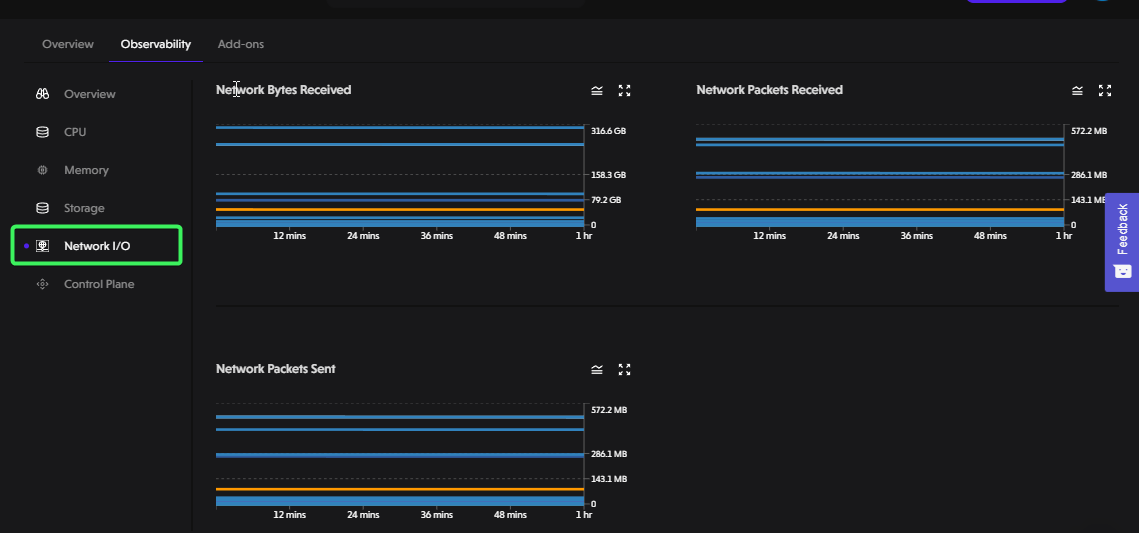 Overview Observability Add-ons
Overview
CPU
Memory
Storage
Network I/O
Control Plane
Network Bytes Received
316.6 GB
158.3 GB
79.2 GB
0
12 mins 24 mins 36 mins 48 mins 1 hr
Network Packets Received
572.2 MB
286.1 MB
143.1 MB
0
12 mins 24 mins 36 mins 48 mins 1 hr
Feedback
Network Packets Sent
572.2 MB
286.1 MB
143.1 MB
0
12 mins 24 mins 36 mins 48 mins 1 hr